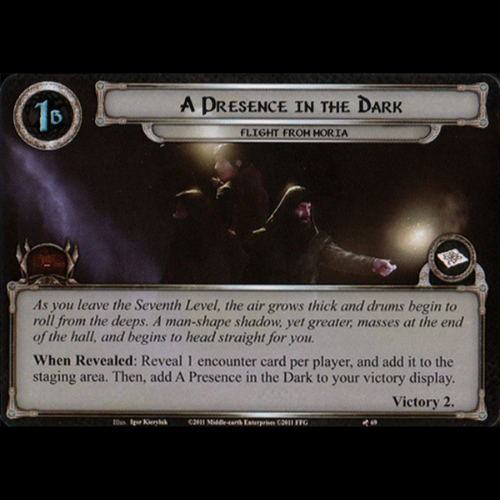 1B
A PRESENCE IN THE DARK
FLIGHT FROM MORIA
As you leave the Seventh Level, the air grows thick and drums begin to
roll from the deeps. A man-shape shadow, yet greater, masses at the end
of the hall, and begins to head straight for you.
When Revealed: Reveal 1 encounter card per player, and add it to the
staging area. Then, add A Presence in the Dark to your victory display.
Victory 2.
Illus. Igor Kieryluk ©2011 Middle-earth Enterprises ©2011 FFG 69